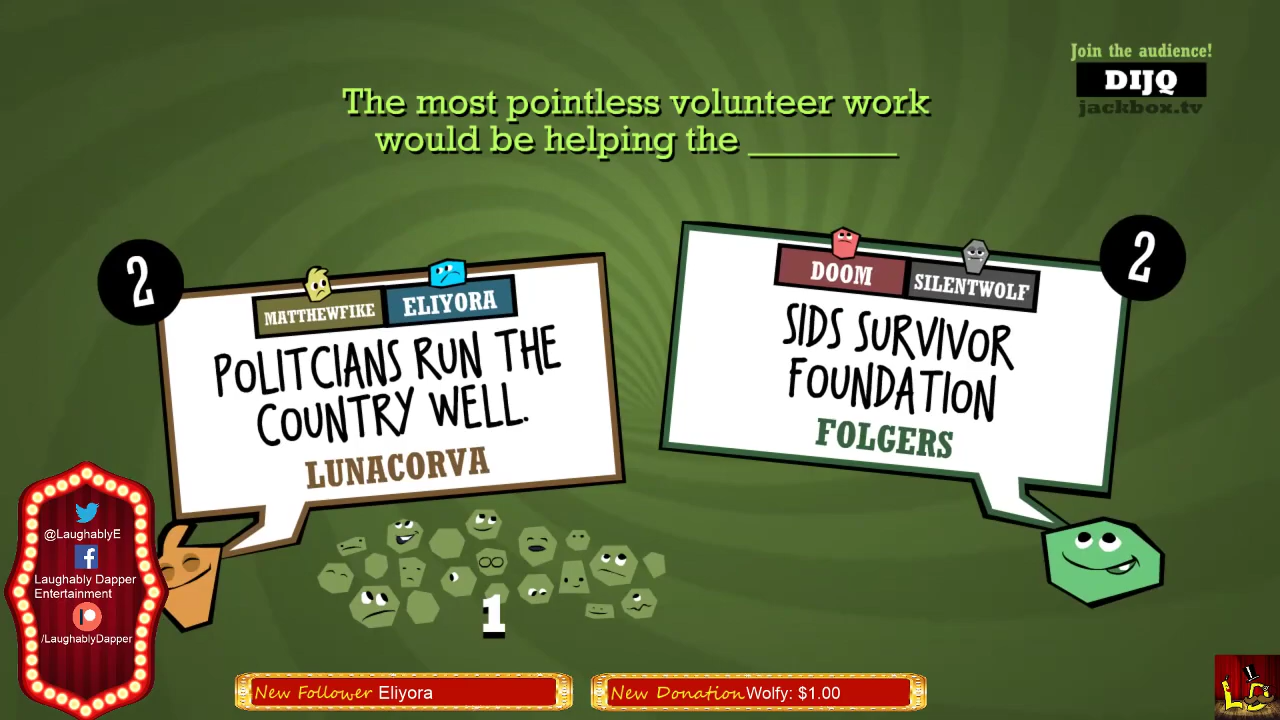 Join the audience!
DIJQ
jackbox.tv
The most pointless volunteer work
would be helping the ________
2
MATTHEWFIKE
ELIYORA
POLITCIANS RUN THE
COUNTRY WELL.
LUNACORVA
2
DOOM
SILENTWOLF
SIDS SURVIVOR
FOUNDATION
FOLGERS
@LaughablyE
Laughably Dapper
Entertainment
/LaughablyDapper
1
New Follower Eliyora
New Donation Wolfy: $1.00
LD